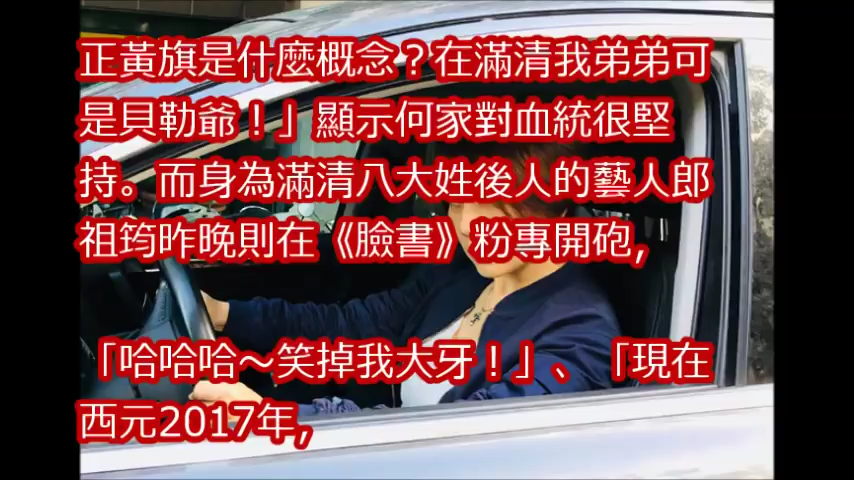 正黃旗是什麼概念？在滿清我弟弟可
是貝勒爺！」顯示何家對血統很堅
持。而身為滿清八大姓後人的藝人郎
祖筠昨晚則在《臉書》粉專開砲，
「哈哈哈～笑掉我大牙！」、「現在
西元2017年，